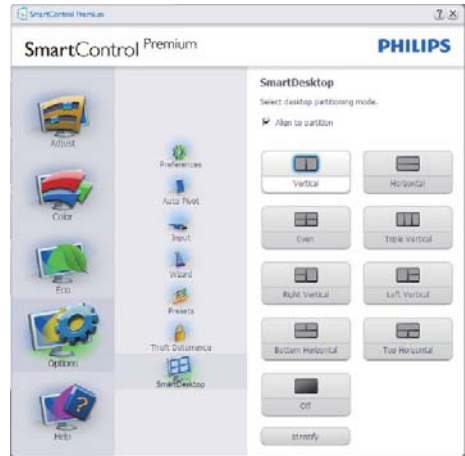 SmartControl Premium
SmartControl Premium
PHILIPS
Adjust
Color
Eco
Options
Help
Preferences
Auto Pivot
Input
Wizard
Presets
Theft Deterrence
SmartDesktop
SmartDesktop
Select desktop partitioning mode.
Align to partition
Vertical
Horizontal
Even
Triple Vertical
Right Vertical
Left Vertical
Bottom Horizontal
Top Horizontal
Off
Identify